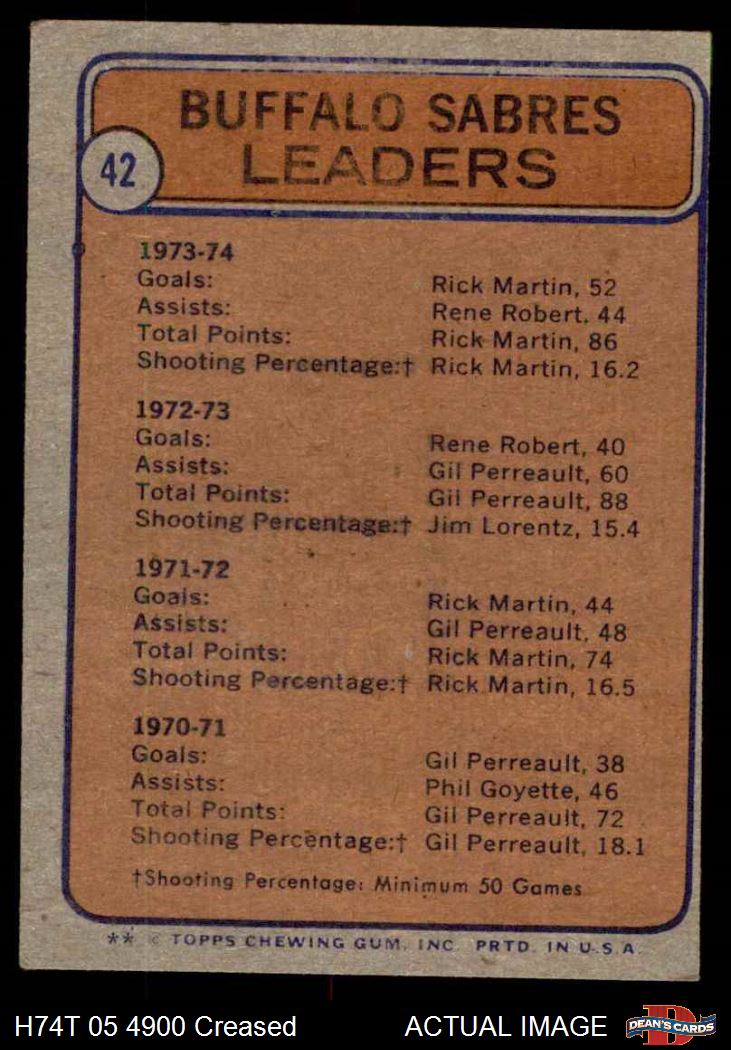 BUFFALO SABRES
LEADERS
42
1973-74
Goals: Rick Martin, 52
Assists: Rene Robert. 44
Total Points: Rick Martin, 86
Shooting Percentage:† Rick Martin, 16.2
1972-73
Goals: Rene Robert, 40
Assists: Gil Perreault, 60
Total Points: Gil Perreault, 88
Shooting Percentage:† Jim Lorentz, 15.4
1971-72
Goals: Rick Martin, 44
Assists: Gil Perreault, 48
Total Points: Rick Martin, 74
Shooting Percentage:† Rick Martin, 16.5
1970-71
Goals: Gil Perreault, 38
Assists: Phil Goyette, 46
Total Points: Gil Perreault, 72
Shooting Percentage:† Gil Perreault, 18.1
†Shooting Percentage: Minimum 50 Games
** © TOPPS CHEWING GUM, INC. PRTD. IN U.S.A.
H74T 05 4900 Creased ACTUAL IMAGE
D
DEAN'S CARDS